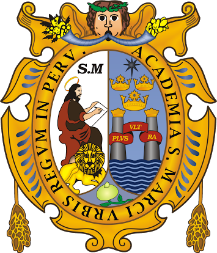 ACADEMIA S. MARCI VRBIS REGVM IN PERV
S.M
PLVS VLT RA